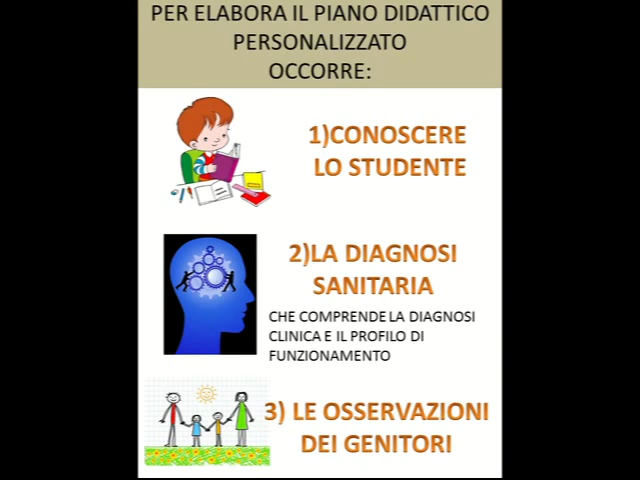 PER ELABORA IL PIANO DIDATTICO
PERSONALIZZATO
OCCORRE:
1)CONOSCERE
LO STUDENTE
2)LA DIAGNOSI
SANITARIA
CHE COMPRENDE LA DIAGNOSI
CLINICA E IL PROFILO DI
FUNZIONAMENTO
3) LE OSSERVAZIONI
DEI GENITORI